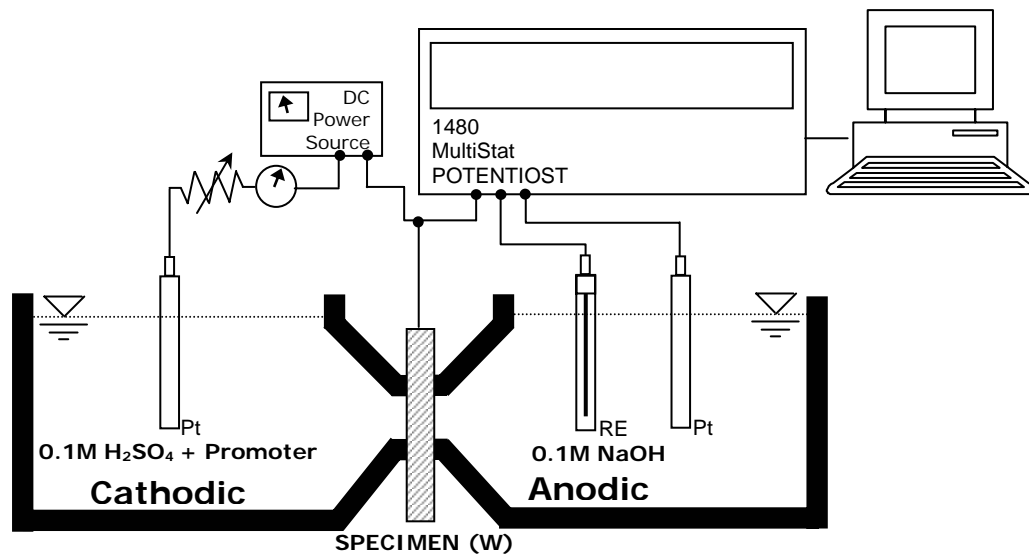 DC
Power
Source
1480
MultiStat
POTENTIOST
Pt
RE
Pt
0.1M H₂SO₄ + Promoter
0.1M NaOH
Cathodic
Anodic
SPECIMEN (W)